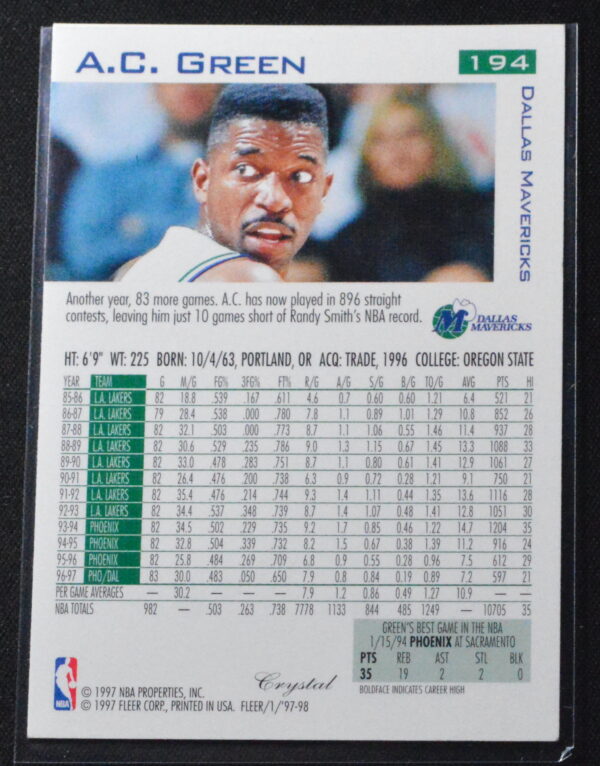 A.C. GREEN
194
DALLAS MAVERICKS
Another year, 83 more games. A.C. has now played in 896 straight
contests, leaving him just 10 games short of Randy Smith's NBA record.
DALLAS
MAVERICKS
HT: 6'9" WT: 225 BORN: 10/4/63, PORTLAND, OR ACQ: TRADE, 1996 COLLEGE: OREGON STATE
YEAR TEAM G M/G FG% 3FG% FT% R/G A/G S/G B/G TO/G AVG PTS HI
85-86 L.A. LAKERS 82 18.8 .539 .167 .611 4.6 0.7 0.60 0.60 1.21 6.4 521 21
86-87 L.A. LAKERS 79 28.4 .538 .000 .780 7.8 1.1 0.89 1.01 1.29 10.8 852 26
87-88 L.A. LAKERS 82 32.1 .503 .000 .773 8.7 1.1 1.06 0.55 1.46 11.4 937 28
88-89 L.A. LAKERS 82 30.6 .529 .235 .786 9.0 1.3 1.15 0.67 1.45 13.3 1088 33
89-90 L.A. LAKERS 82 33.0 .478 .283 .751 8.7 1.1 0.80 0.61 1.41 12.9 1061 27
90-91 L.A. LAKERS 82 26.4 .476 .200 .738 6.3 0.9 0.72 0.28 1.21 9.1 750 21
91-92 L.A. LAKERS 82 35.4 .476 .214 .744 9.3 1.4 1.11 0.44 1.35 13.6 1116 28
92-93 L.A. LAKERS 82 34.4 .537 .348 .739 8.7 1.4 1.07 0.48 1.41 12.8 1051 30
93-94 PHOENIX 82 34.5 .502 .229 .735 9.2 1.7 0.85 0.46 1.22 14.7 1204 35
94-95 PHOENIX 82 32.8 .504 .339 .732 8.2 1.5 0.67 0.38 1.39 11.2 916 24
95-96 PHOENIX 82 25.8 .484 .269 .709 6.8 0.9 0.55 0.28 0.96 7.5 612 29
96-97 PHO/DAL 83 30.0 .483 .050 .650 7.9 0.8 0.84 0.19 0.89 7.2 597 21
PER GAME AVERAGES — 30.2 — — — 7.9 1.2 0.86 0.49 1.27 10.9 — —
NBA TOTALS 982 — .503 .263 .738 7778 1133 844 485 1249 — 10705 35
GREEN'S BEST GAME IN THE NBA
1/15/94 PHOENIX AT SACRAMENTO
PTS REB AST STL BLK
35 19 2 2 0
BOLDFACE INDICATES CAREER HIGH
Crystal
NBA
© 1997 NBA PROPERTIES, INC.
© 1997 FLEER CORP., PRINTED IN USA. FLEER/1/'97-98